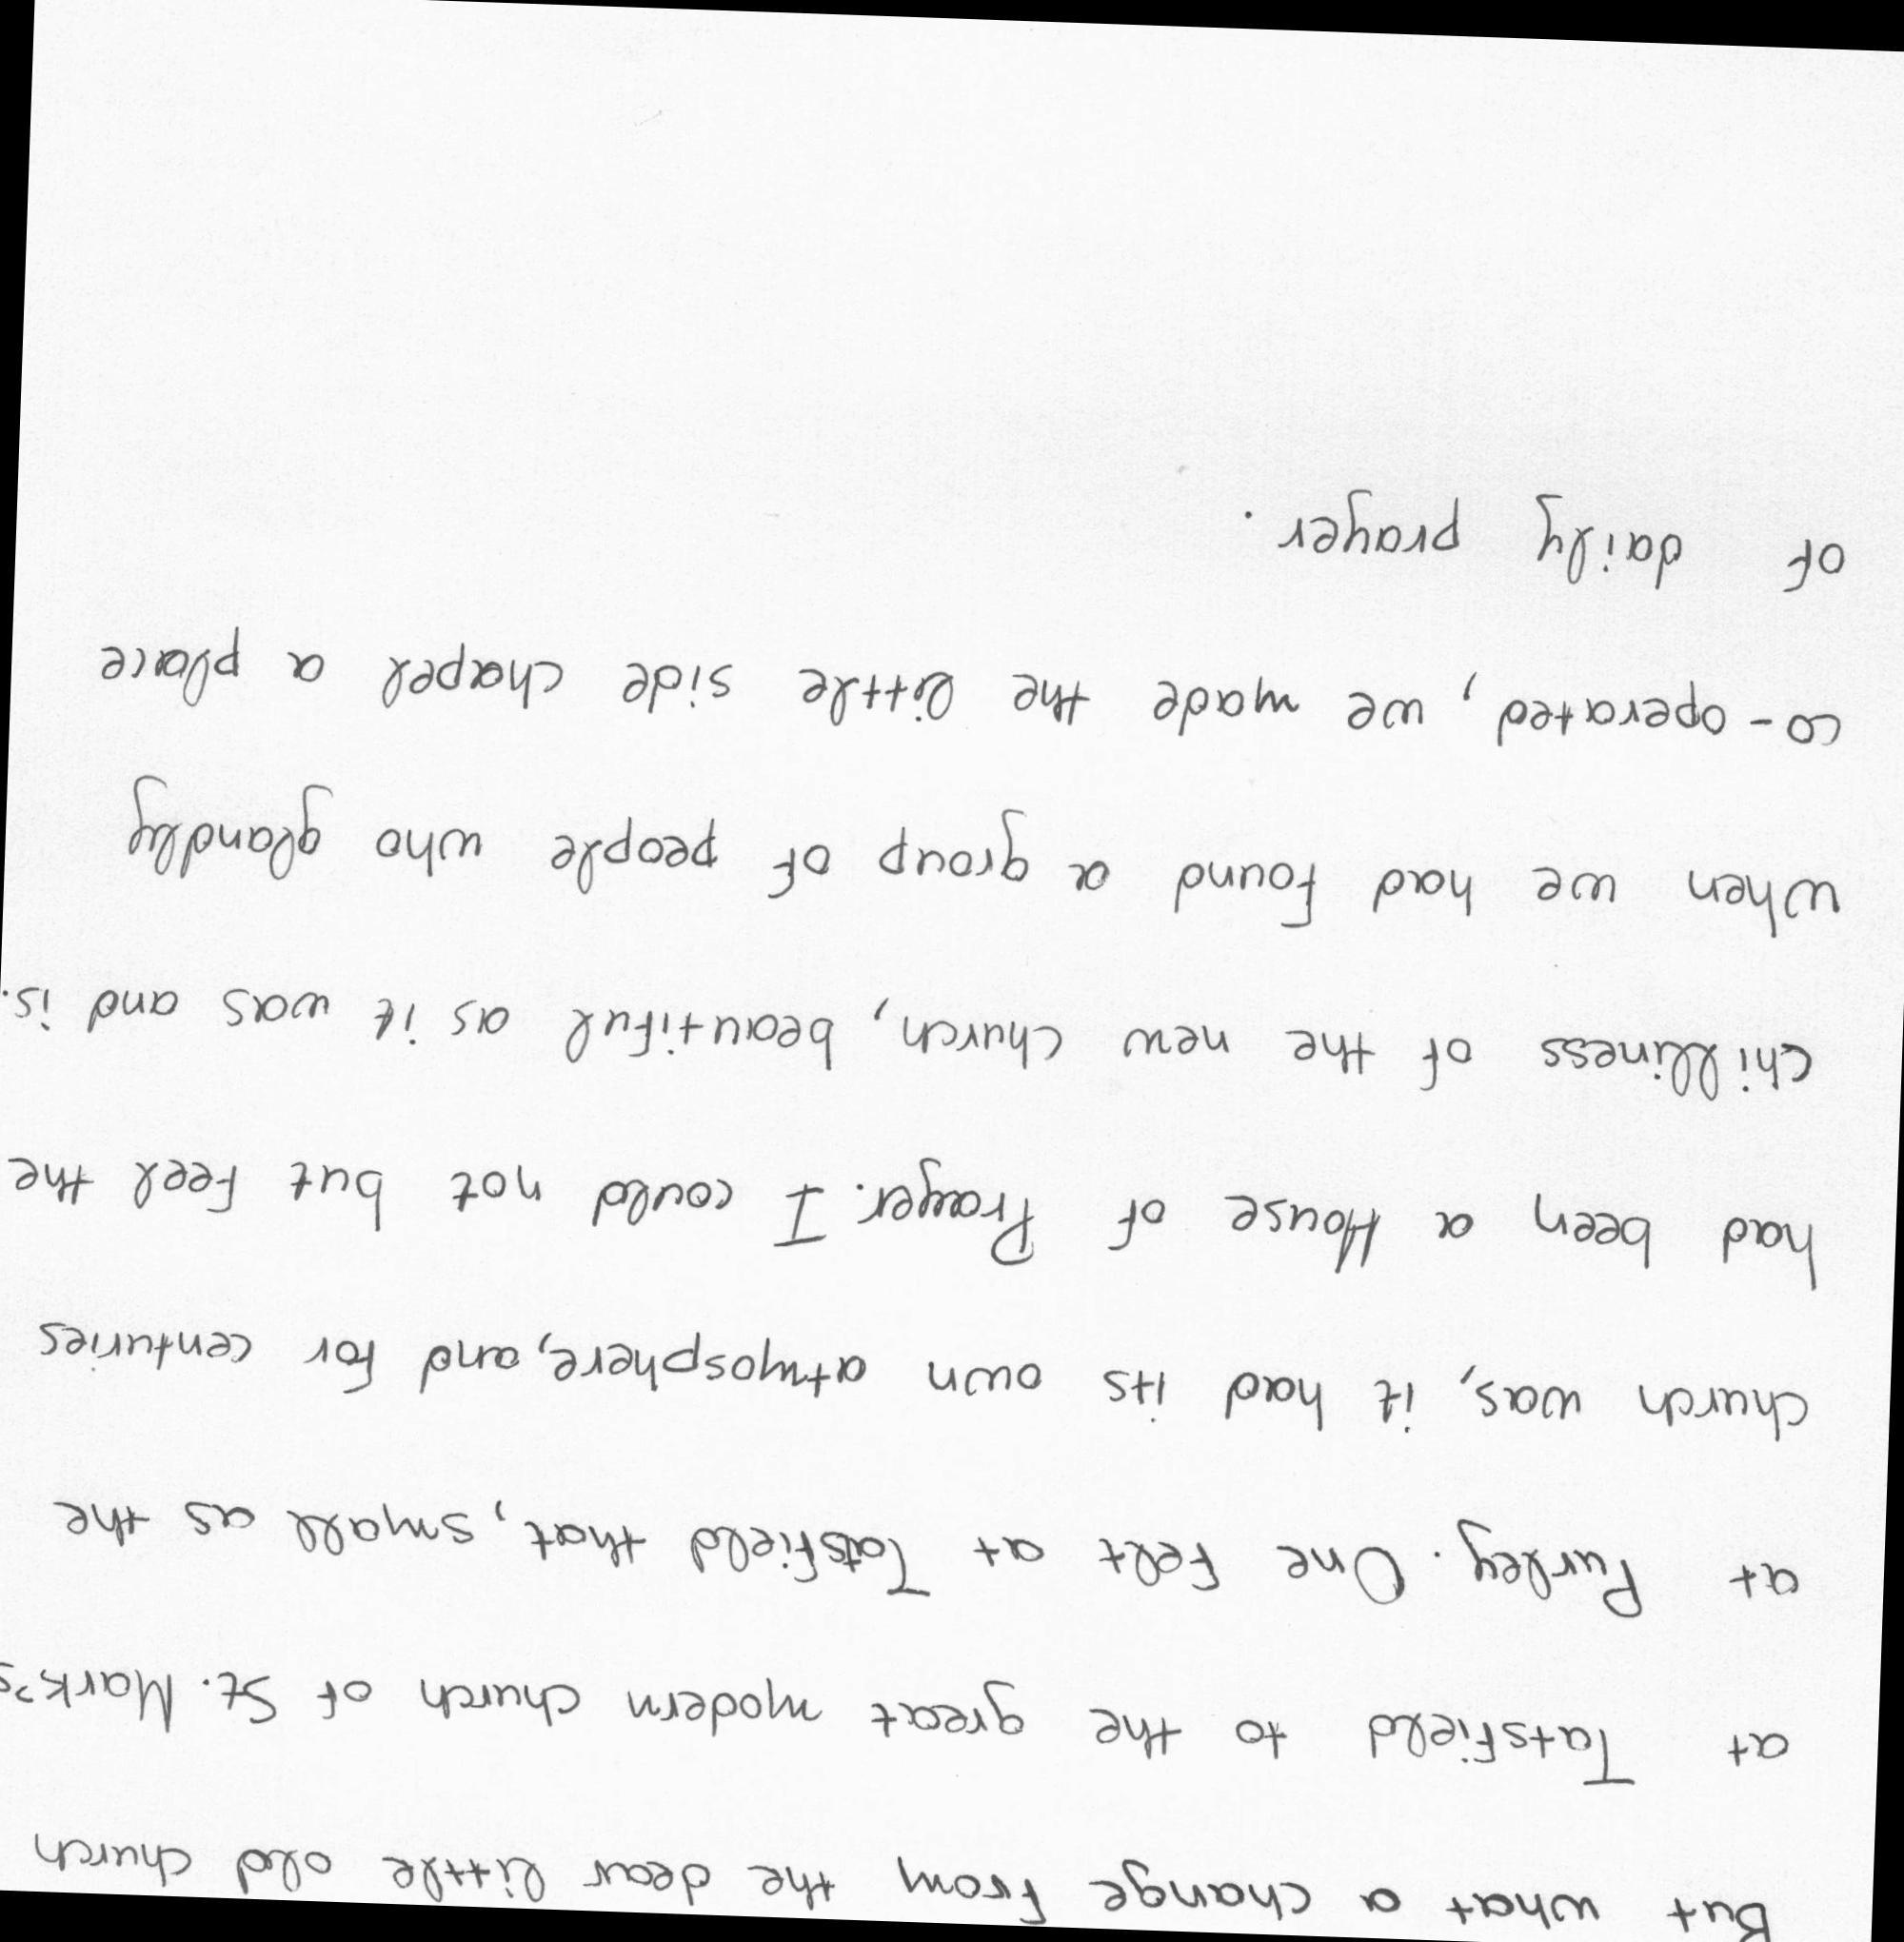 But what a change from the dear little old church
at Tatsfield to the great modern church of St. Mark's
at Purley. One felt at Tatsfield that, small as the
church was, it had its own atmosphere, and for centuries
had been a House of Prayer. I could not but feel the
chilliness of the new church, beautiful as it was and is.
when we had found a group of people who glandly
co-operated, we made the little side chapel a place
of daily prayer.